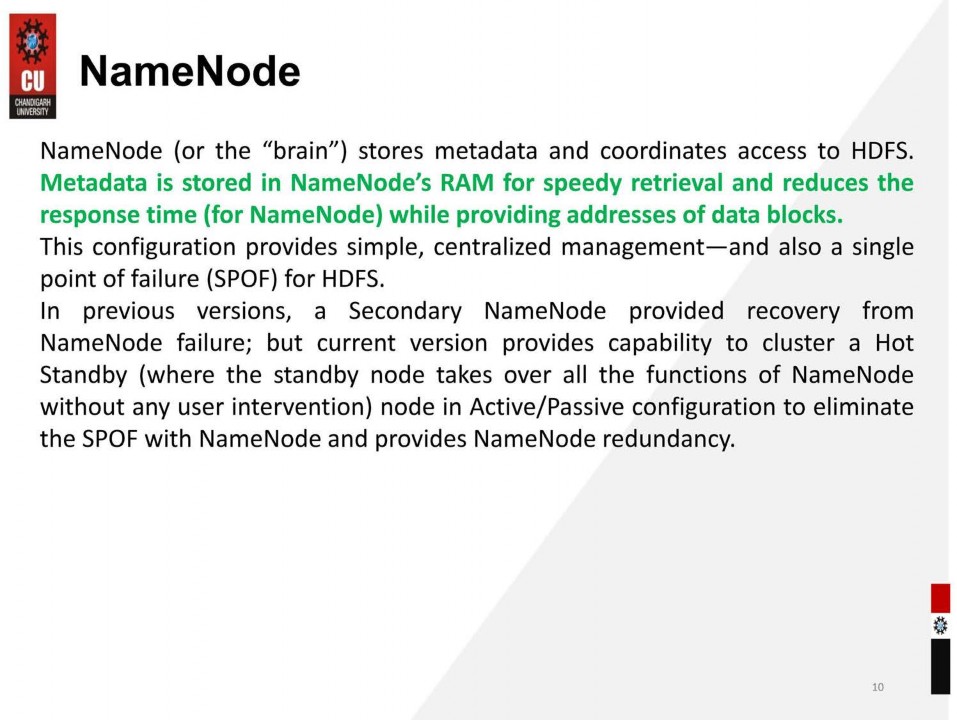 CU
CHANDIGARH
UNIVERSITY
NameNode
NameNode (or the “brain”) stores metadata and coordinates access to HDFS.
Metadata is stored in NameNode’s RAM for speedy retrieval and reduces the
response time (for NameNode) while providing addresses of data blocks.
This configuration provides simple, centralized management—and also a single
point of failure (SPOF) for HDFS.
In previous versions, a Secondary NameNode provided recovery from
NameNode failure; but current version provides capability to cluster a Hot
Standby (where the standby node takes over all the functions of NameNode
without any user intervention) node in Active/Passive configuration to eliminate
the SPOF with NameNode and provides NameNode redundancy.
10